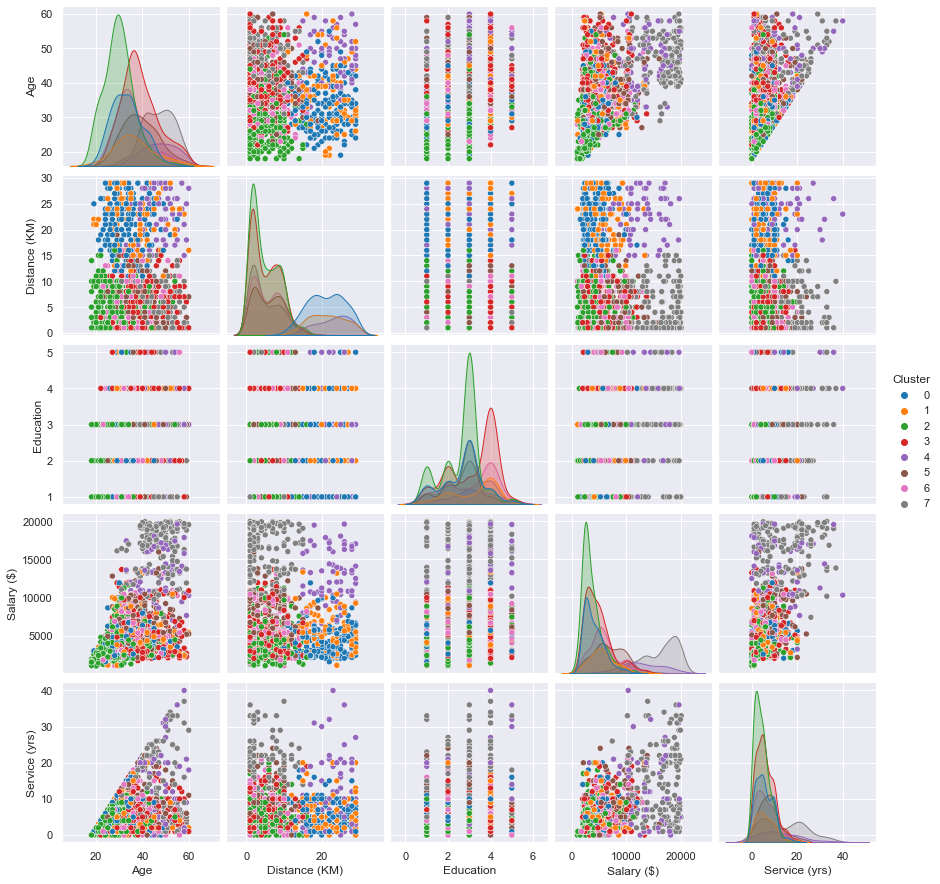 60
50
40
30
20
Age
30
25
20
15
10
5
0
Distance (KM)
5
4
3
2
1
Education
Cluster
0
1
2
3
4
5
6
7
20000
15000
10000
5000
Salary ($)
40
30
20
10
0
Service (yrs)
20 40 60
Age
0 20
Distance (KM)
0 2 4 6
Education
0 10000 20000
Salary ($)
0 20 40
Service (yrs)